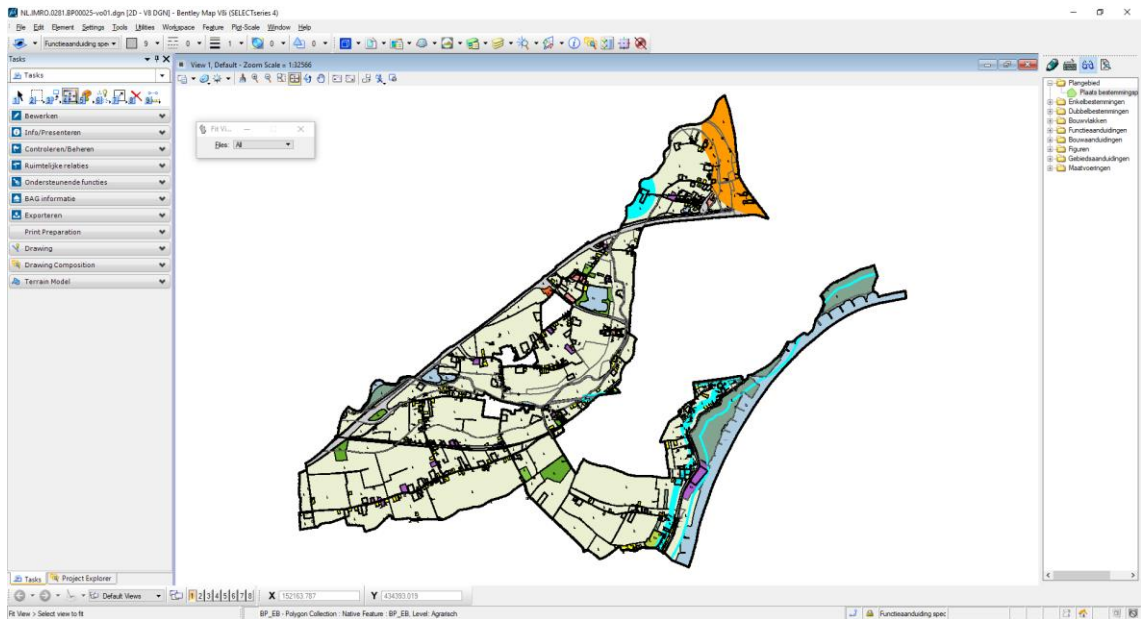 NL.IMRO.0281.BP00025-vo01.dgn [2D - V8 DGN] - Bentley Map V8i (SELECTseries 4)
File Edit Element Settings Tools Utilities Workspace Feature Plot-Scale Window Help
Functieaanduiding spec 9 0 1 0 0
Tasks
View 1, Default - Zoom Scale = 1:32566
Tasks
Bewerken
Info/Presenteren
Controleren/Beheren
Ruimtelijke relaties
Ondersteunende functies
BAG informatie
Exporteren
Print Preparation
Drawing
Drawing Composition
Terrain Model
Fit Vi...
Files: All
Plangebied
Plaats bestemmingsp
Enkelbestemmingen
Dubbelbestemmingen
Bouwvlakken
Functieaanduidingen
Bouwaanduidingen
Figuren
Gebiedsaanduidingen
Maatvoeringen
Tasks Project Explorer
Default Views 1 2 3 4 5 6 7 8 X 152163.787 Y 434393.019
Fit View > Select view to fit BP_EB - Polygon Collection : Native Feature : BP_EB, Level: Agrarisch Functieaanduiding spec